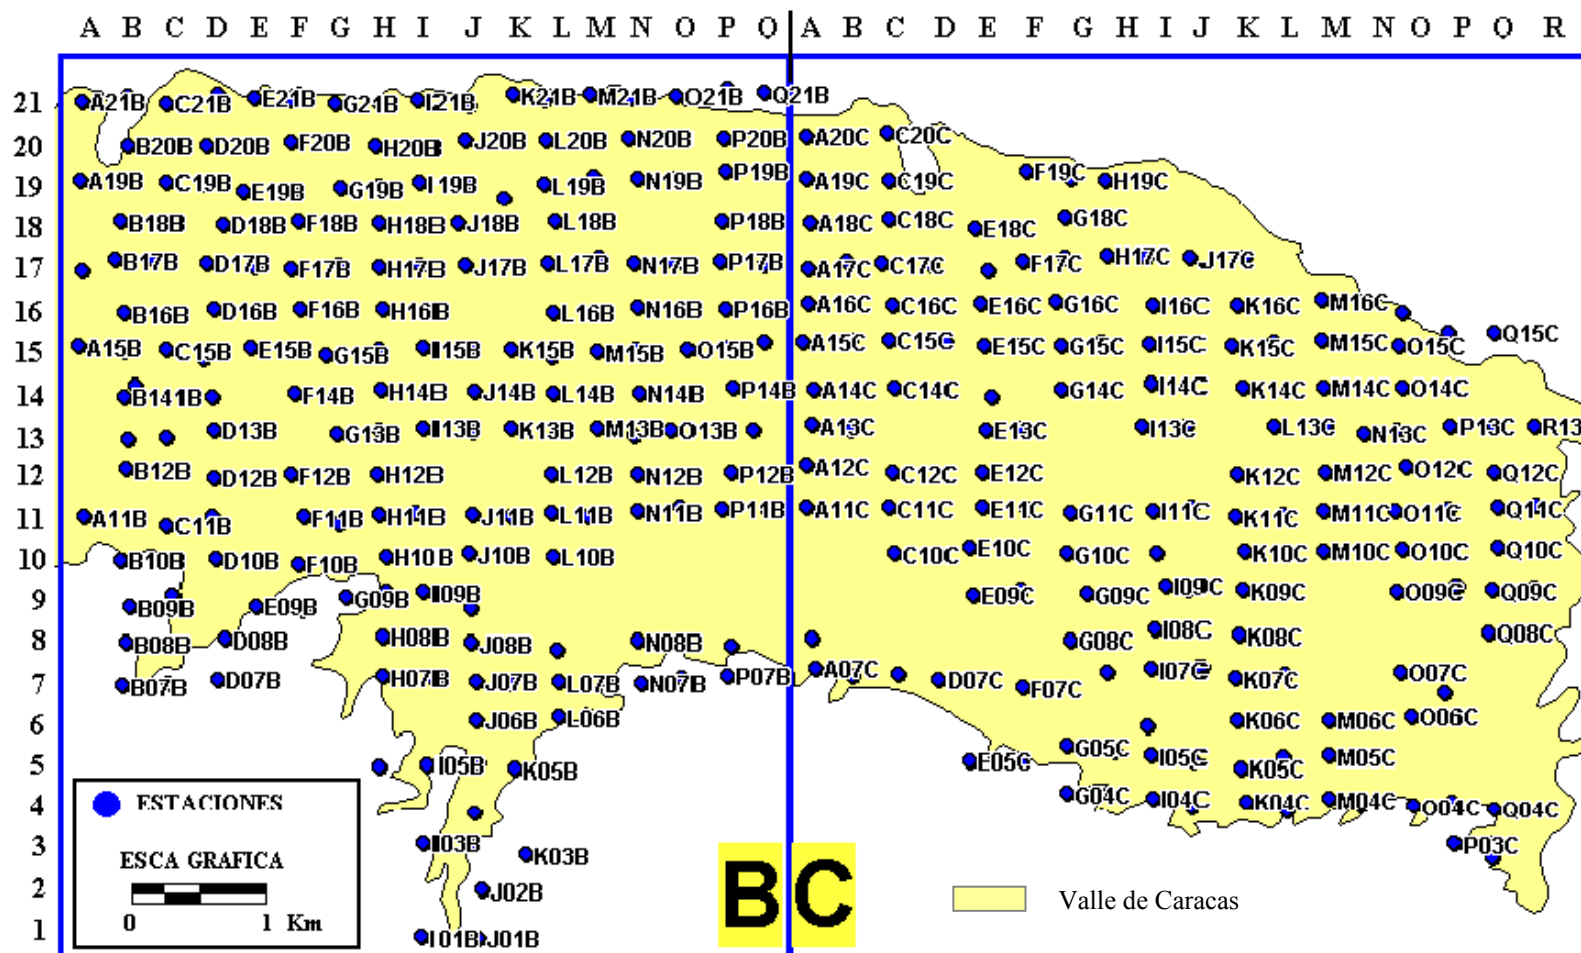 A B C D E F G H I J K L M N O P Q A B C D E F G H I J K L M N O P Q R
21 A21B C21B E21B G21B I21B K21B M21B O21B Q21B
20 B20B D20B F20B H20B J20B L20B N20B P20B A20C C20C
19 A19B C19B E19B G19B I19B L19B N19B P19B A19C C19C F19C H19C
18 B18B D18B F18B H18B J18B L18B P18B A18C C18C E18C G18C
17 B17B D17B F17B H17B J17B L17B N17B P17B A17C C17C F17C H17C J17C
16 B16B D16B F16B H16B L16B N16B P16B A16C C16C E16C G16C I16C K16C M16C
15 A15B C15B E15B G15B I15B K15B M15B O15B A15C C15C E15C G15C I15C K15C M15C O15C Q15C
14 B141B F14B H14B J14B L14B N14B P14B A14C C14C G14C I14C K14C M14C O14C
13 D13B G13B I13B K13B M13B O13B A13C E13C I13C L13C N13C P13C R13
12 B12B D12B F12B H12B L12B N12B P12B A12C C12C E12C K12C M12C O12C Q12C
11 A11B C11B F11B H11B J11B L11B N11B P11B A11C C11C E11C G11C I11C K11C M11C O11C Q11C
10 B10B D10B F10B H10B J10B L10B C10C E10C G10C K10C M10C O10C Q10C
9 B09B E09B G09B I09B E09C G09C I09C K09C O09C Q09C
8 B08B D08B H08B J08B N08B G08C I08C K08C Q08C
7 B07B D07B H07B J07B L07B N07B P07B A07C D07C F07C I07C K07C O07C
6 J06B L06B K06C M06C O06C
5 I05B K05B E05C G05C I05C K05C M05C
4 G04C I04C K04C M04C O04C Q04C
3 I03B K03B P03C
2 J02B
1 I01B J01B
ESTACIONES
ESCA GRAFICA
0 1 Km
B C
Valle de Caracas